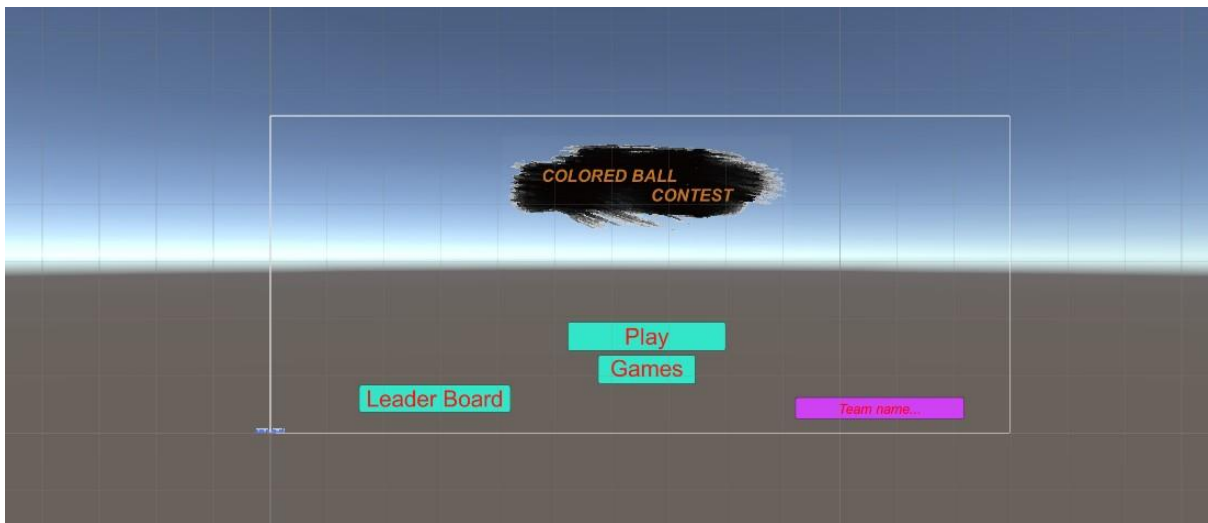 COLORED BALL
CONTEST
Play
Games
Leader Board
Team name...